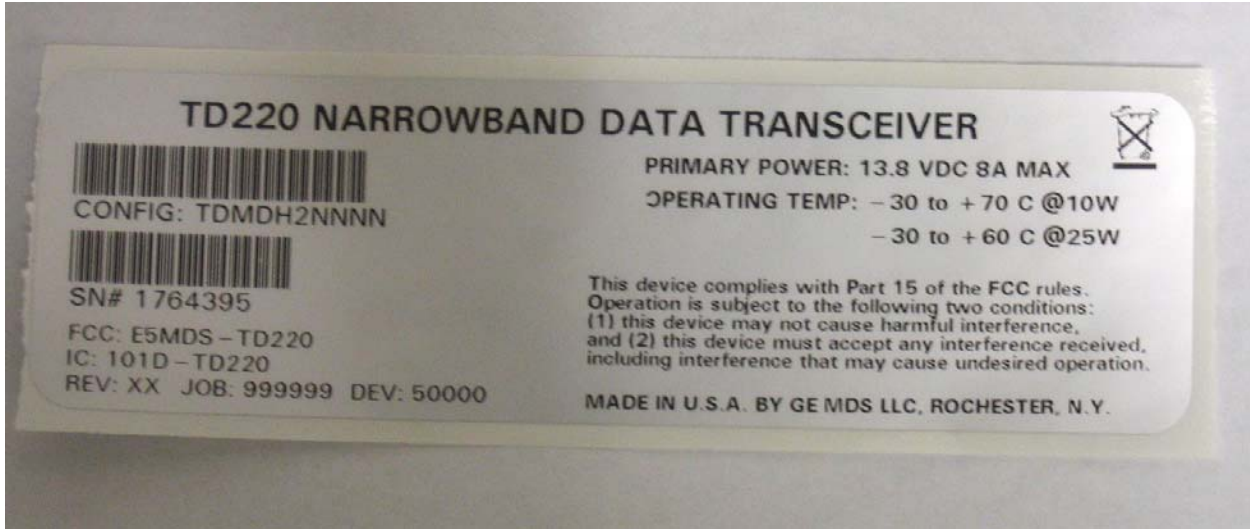 TD220 NARROWBAND DATA TRANSCEIVER
CONFIG: TDMDH2NNNN
SN# 1764395
FCC: E5MDS-TD220
IC: 101D-TD220
REV: XX JOB: 999999 DEV: 50000
PRIMARY POWER: 13.8 VDC 8A MAX
OPERATING TEMP: -30 to +70 C @10W
-30 to +60 C @25W
This device complies with Part 15 of the FCC rules.
Operation is subject to the following two conditions:
(1) this device may not cause harmful interference,
and (2) this device must accept any interference received,
including interference that may cause undesired operation.
MADE IN U.S.A. BY GE MDS LLC, ROCHESTER, N.Y.